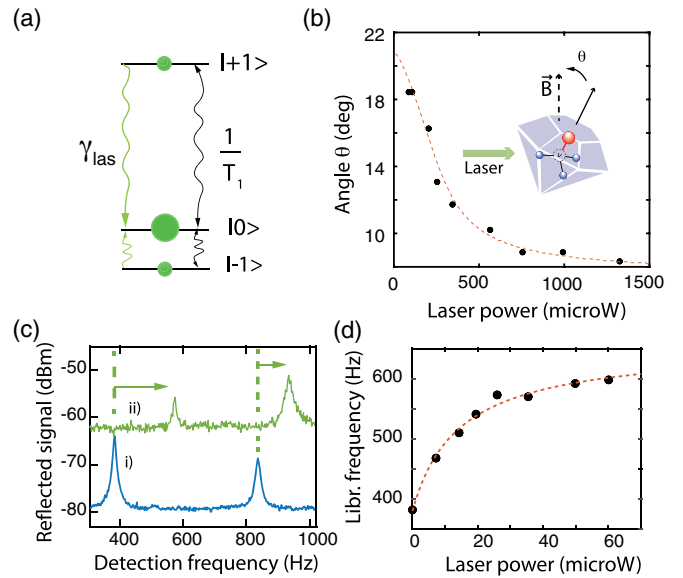 (a)
|+1>
γlas
1
T1
|0>
|-1>
(b)
22
18
14
10
Angle θ (deg)
θ
B
Laser
V
0
500
1000
1500
Laser power (microW)
(c)
-50
-60
-70
-80
Reflected signal (dBm)
ii)
i)
400
600
800
1000
Detection frequency (Hz)
(d)
600
500
400
Libr. frequency (Hz)
0
20
40
60
Laser power (microW)